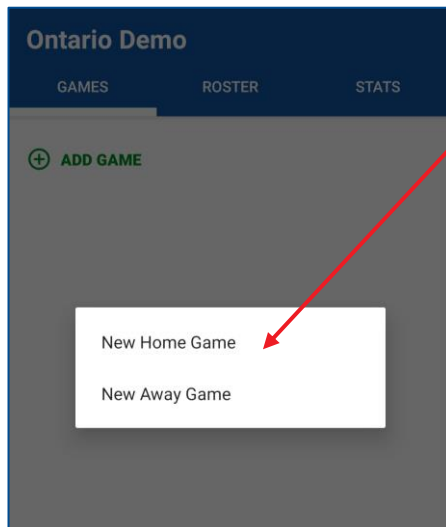 Ontario Demo
GAMES ROSTER STATS
ADD GAME
New Home Game
New Away Game